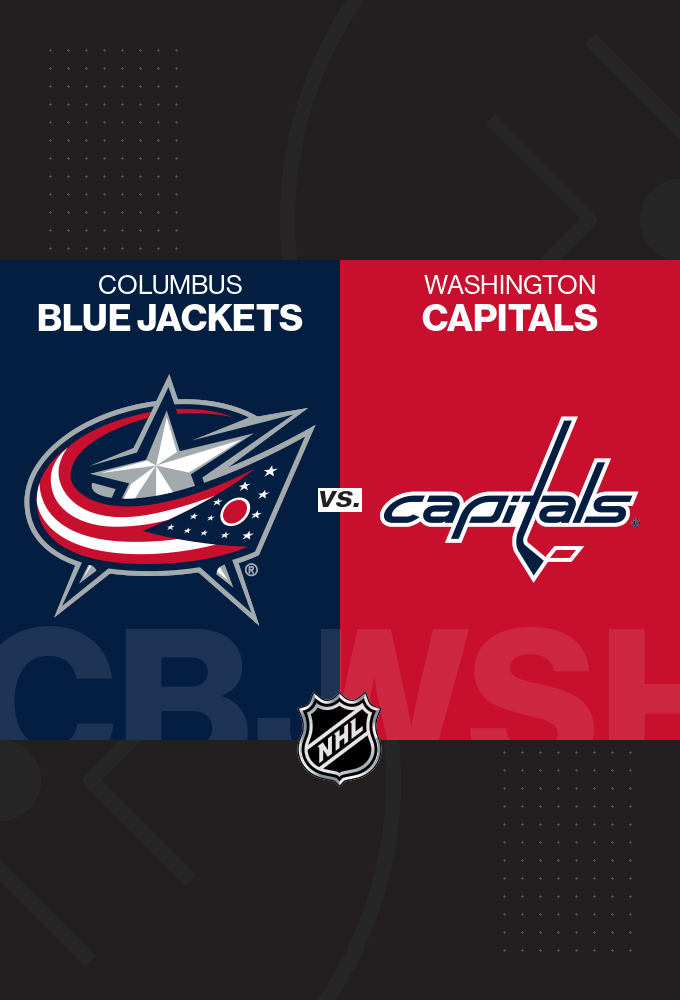 COLUMBUS
BLUE JACKETS
WASHINGTON
CAPITALS
vs.
capitals
®
CBJ
WSH
NHL